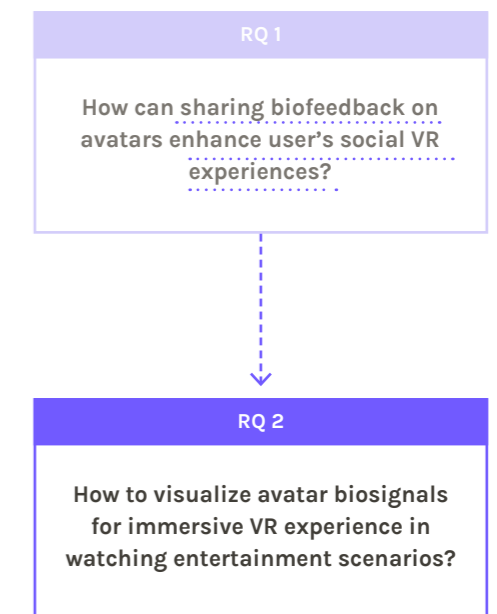 RQ 1
How can sharing biofeedback on
avatars enhance user’s social VR
experiences?
RQ 2
How to visualize avatar biosignals
for immersive VR experience in
watching entertainment scenarios?